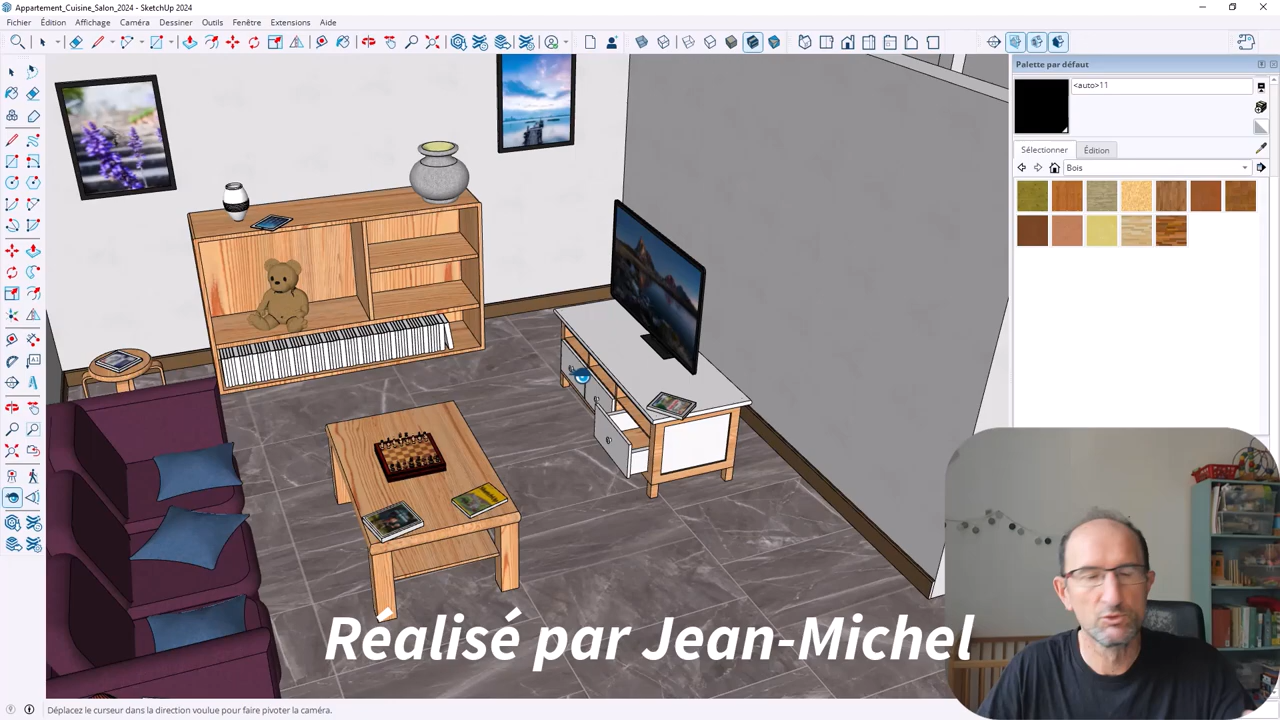 Appartement_Cuisine_Salon_2024 - SketchUp 2024
Fichier Édition Affichage Caméra Dessiner Outils Fenêtre Extensions Aide
Palette par défaut
<auto>11
Sélectionner Édition
Bois
Réalisé par Jean-Michel
Déplacez le curseur dans la direction voulue pour faire pivoter la caméra.